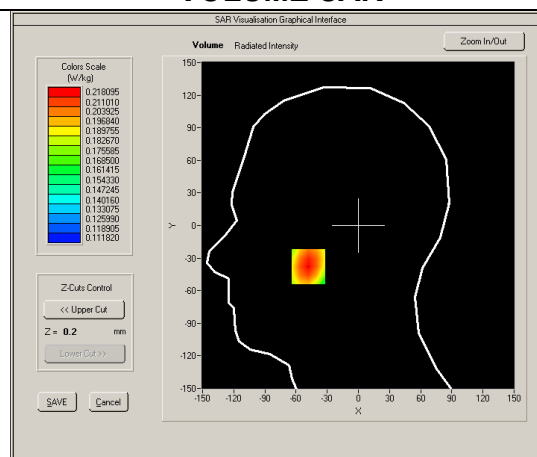 VOLUME SAR
SAR Visualisation Graphical Interface
Volume Radiated Intensity
Zoom In/Out
Colors Scale
(W/kg)
0.218095
0.211010
0.203925
0.196840
0.189755
0.182670
0.175585
0.168500
0.161415
0.154330
0.147245
0.140160
0.133075
0.125990
0.118905
0.111820
Z-Cuts Control
<< Upper Cut
Z = 0.2 mm
Lower Cut >>
SAVE Cancel
150
120
90
60
30
0
-30
-60
-90
-120
-150
Y
-150 -120 -90 -60 -30 0 30 60 90 120 150
X